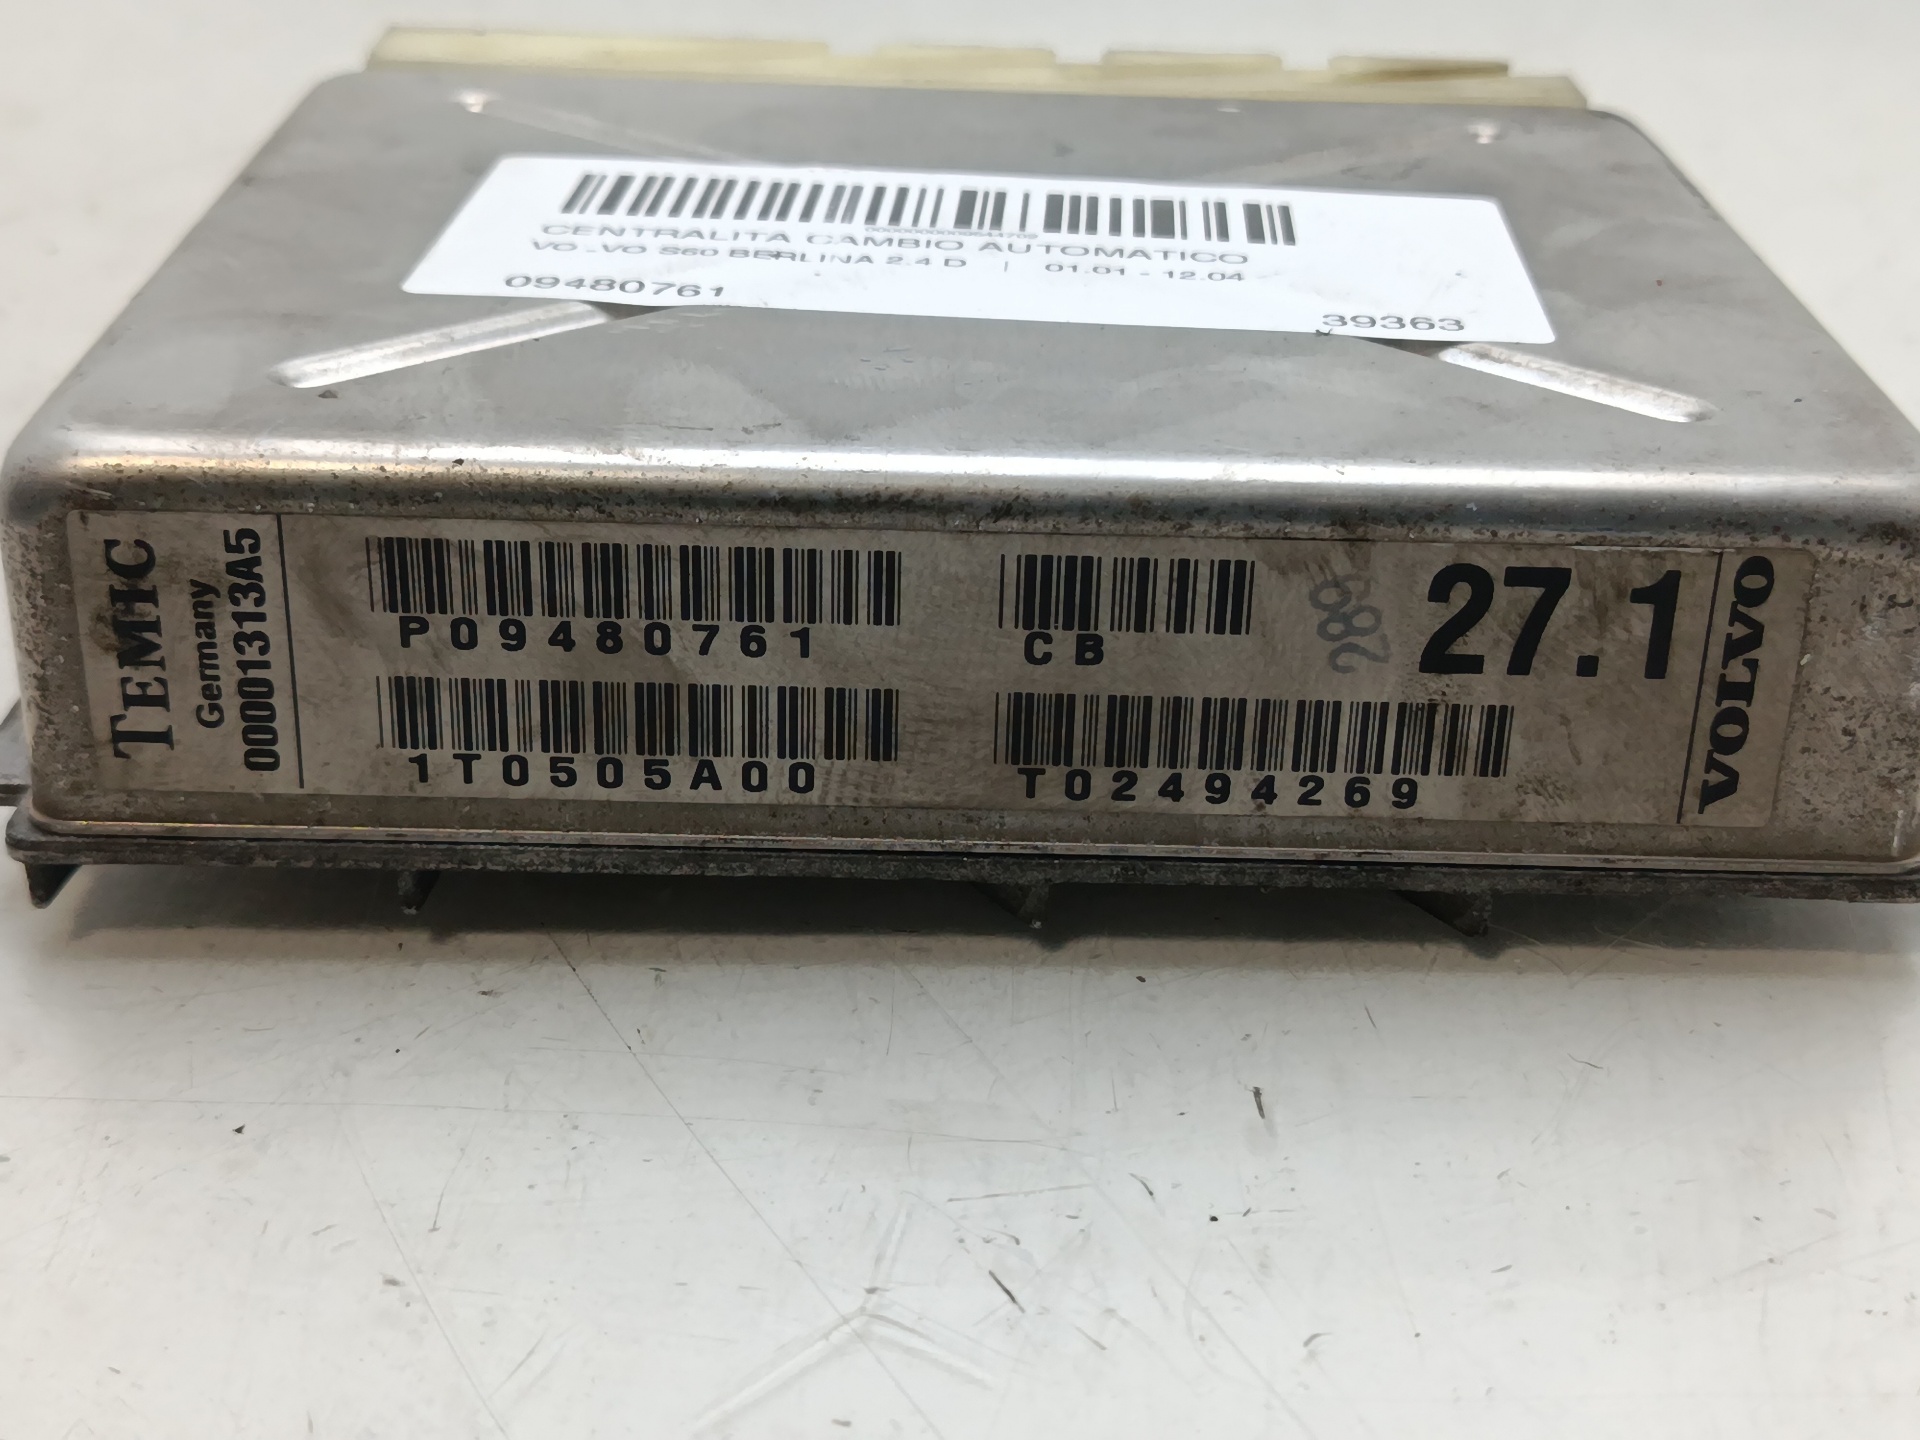 CENTRALITA CAMBIO AUTOMATICO
VOLVO S60 BERLINA 2.4 D | 01.01 - 12.04
09480761
39363
TEMIC
Germany
00001313A5
P09480761
CB
27.1
VOLVO
1T0505A00
T02494269